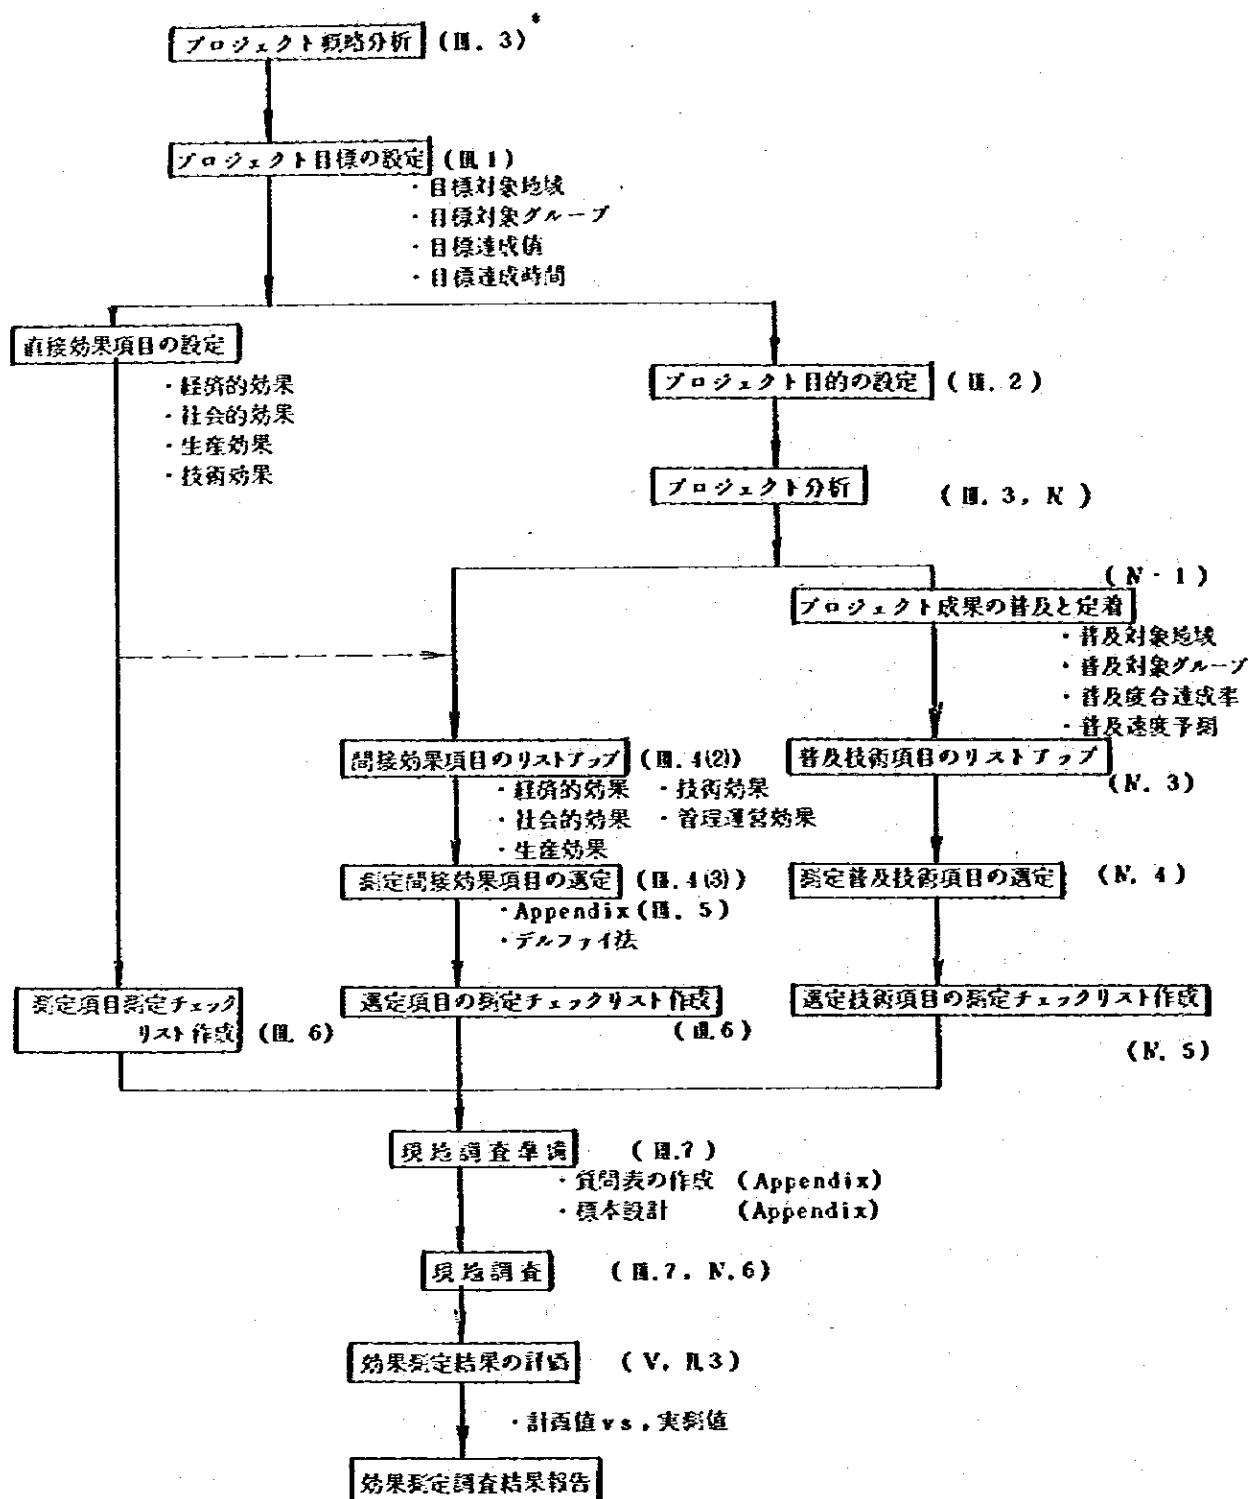 プロジェクト概略分析 (Ⅲ. 3)*
プロジェクト目標の設定 (Ⅲ.1)
・目標対象地域
・目標対象グループ
・目標達成値
・目標達成時間
直接効果項目の設定
・経済的効果
・社会的効果
・生産効果
・技術効果
プロジェクト目的の設定 (Ⅲ. 2)
プロジェクト分析
(Ⅲ. 3, Ⅳ)
(Ⅳ-1)
プロジェクト成果の普及と定着
・普及対象地域
・普及対象グループ
・普及度合達成率
・普及速度予測
間接効果項目のリストアップ (Ⅲ. 4(2))
・経済的効果 ・技術効果
・社会的効果 ・管理運営効果
・生産効果
普及技術項目のリストアップ
(Ⅳ. 3)
測定間接効果項目の選定 (Ⅲ. 4(3))
・Appendix (Ⅲ. 5)
・デルファイ法
測定普及技術項目の選定 (Ⅳ. 4)
測定項目測定チェック
リスト作成 (Ⅲ. 6)
選定項目の測定チェックリスト作成
(Ⅲ.6)
選定技術項目の測定チェックリスト作成
(Ⅳ. 5)
現地調査準備 (Ⅲ.7)
・質問表の作成 (Appendix)
・標本設計 (Appendix)
現地調査 (Ⅲ.7, Ⅳ.6)
効果測定結果の評価 (Ⅴ, Ⅱ.3)
・計画値vs.実測値
効果測定調査結果報告